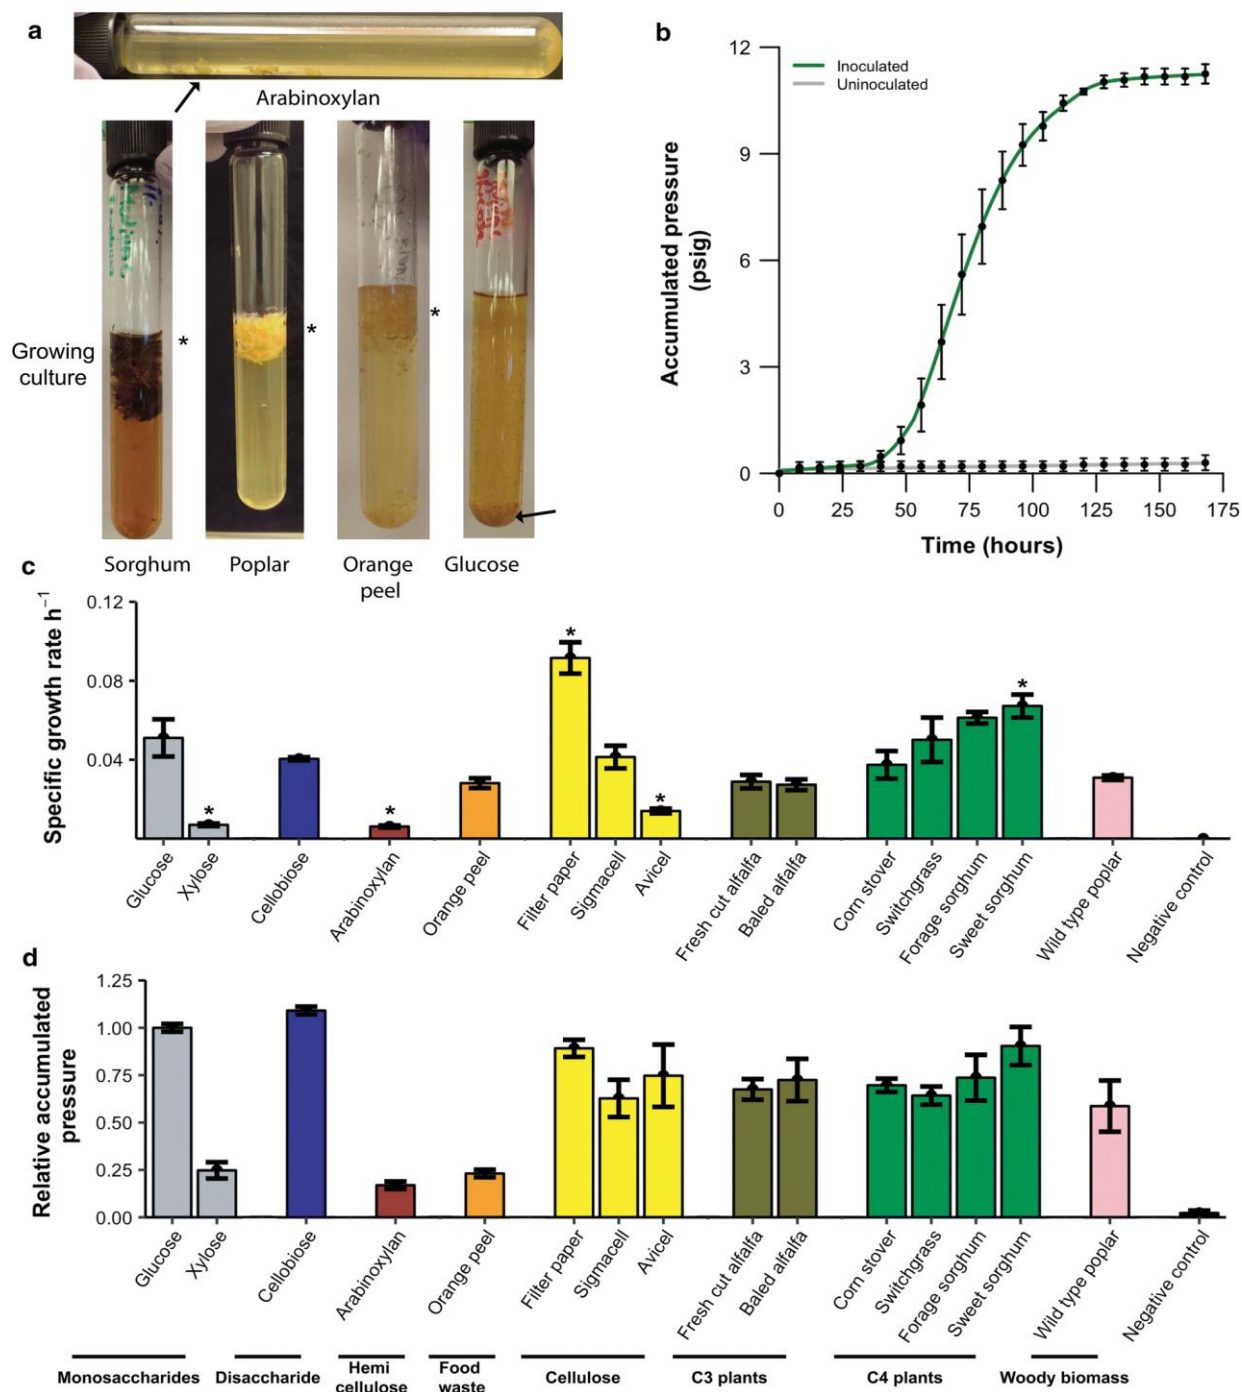 a
Arabinoxylan
Growing
culture
*
*
*
Sorghum
Poplar
Orange
peel
Glucose
b
Inoculated
Uninoculated
Accumulated pressure
(psig)
12
9
6
3
0
0 25 50 75 100 125 150 175
Time (hours)
c
Specific growth rate h⁻¹
0.12
0.08
0.04
* * * * *
Glucose
Xylose
Cellobiose
Arabinoxylan
Orange peel
Filter paper
Sigmacell
Avicel
Fresh cut alfalfa
Baled alfalfa
Corn stover
Switchgrass
Forage sorghum
Sweet sorghum
Wild type poplar
Negative control
d
Relative accumulated
pressure
1.25
1.00
0.75
0.50
0.25
0.00
Glucose
Xylose
Cellobiose
Arabinoxylan
Orange peel
Filter paper
Sigmacell
Avicel
Fresh cut alfalfa
Baled alfalfa
Corn stover
Switchgrass
Forage sorghum
Sweet sorghum
Wild type poplar
Negative control
Monosaccharides
Disaccharide
Hemi
cellulose
Food
waste
Cellulose
C3 plants
C4 plants
Woody biomass